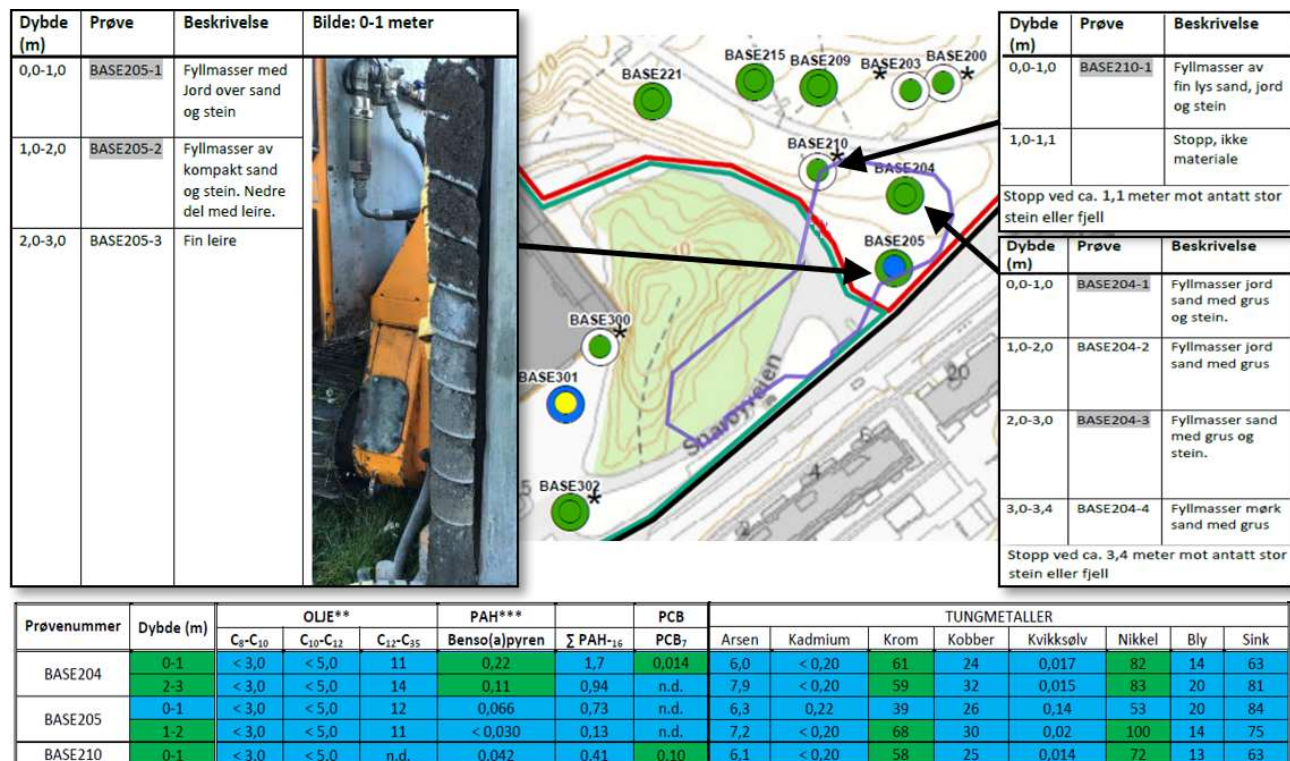 Dybde Prøve Beskrivelse Bilde: 0-1 meter
(m)
0,0-1,0 BASE205-1 Fyllmasser med
Jord over sand
og stein
1,0-2,0 BASE205-2 Fyllmasser av
kompakt sand
og stein. Nedre
del med leire.
2,0-3,0 BASE205-3 Fin leire
BASE221
BASE215
BASE209
BASE203
*
BASE200
*
BASE210
*
BASE204
BASE205
BASE300
*
BASE301
BASE302
*
10
10
Snarøyveien
20
6
4
2
5
Dybde Prøve Beskrivelse
(m)
0,0-1,0 BASE210-1 Fyllmasser av
fin lys sand, jord
og stein
1,0-1,1 Stopp, ikke
materiale
Stopp ved ca. 1,1 meter mot antatt stor
stein eller fjell
Dybde Prøve Beskrivelse
(m)
0,0-1,0 BASE204-1 Fyllmasser jord
sand med grus
og stein.
1,0-2,0 BASE204-2 Fyllmasser jord
sand med grus
2,0-3,0 BASE204-3 Fyllmasser sand
med grus og
stein.
3,0-3,4 BASE204-4 Fyllmasser mørk
sand med grus
Stopp ved ca. 3,4 meter mot antatt stor
stein eller fjell
Prøvenummer Dybde (m) OLJE** PAH*** PCB TUNGMETALLER
C8-C10 C10-C12 C12-C35 Benso(a)pyren ∑ PAH-16 PCB7 Arsen Kadmium Krom Kobber Kvikksølv Nikkel Bly Sink
BASE204 0-1 < 3,0 < 5,0 11 0,22 1,7 0,014 6,0 < 0,20 61 24 0,017 82 14 63
2-3 < 3,0 < 5,0 14 0,11 0,94 n.d. 7,9 < 0,20 59 32 0,015 83 20 81
BASE205 0-1 < 3,0 < 5,0 12 0,066 0,73 n.d. 6,3 0,22 39 26 0,14 53 20 84
1-2 < 3,0 < 5,0 11 < 0,030 0,13 n.d. 7,2 < 0,20 68 30 0,02 100 14 75
BASE210 0-1 < 3,0 < 5,0 n.d. 0,042 0,41 0,10 6,1 < 0,20 58 25 0,014 72 13 63